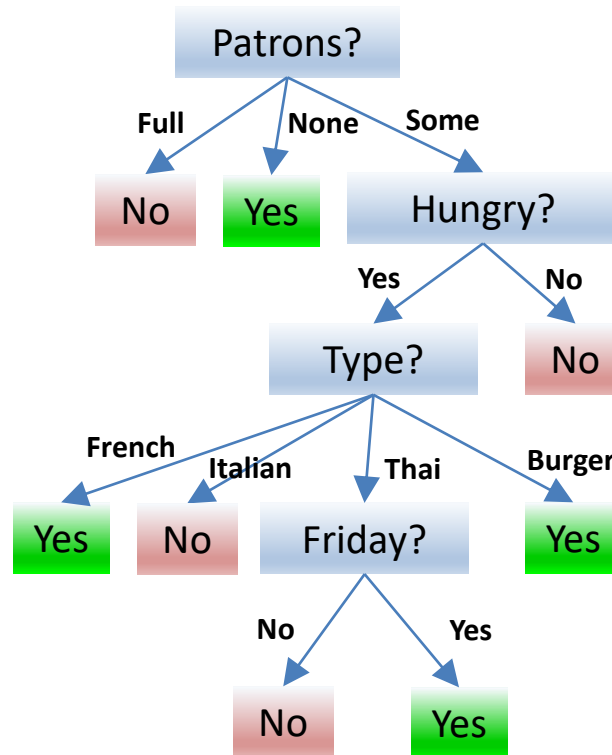 Patrons?
Full None Some
No Yes Hungry?
Yes No
Type? No
French Italian Thai Burger
Yes No Friday? Yes
No Yes
No Yes